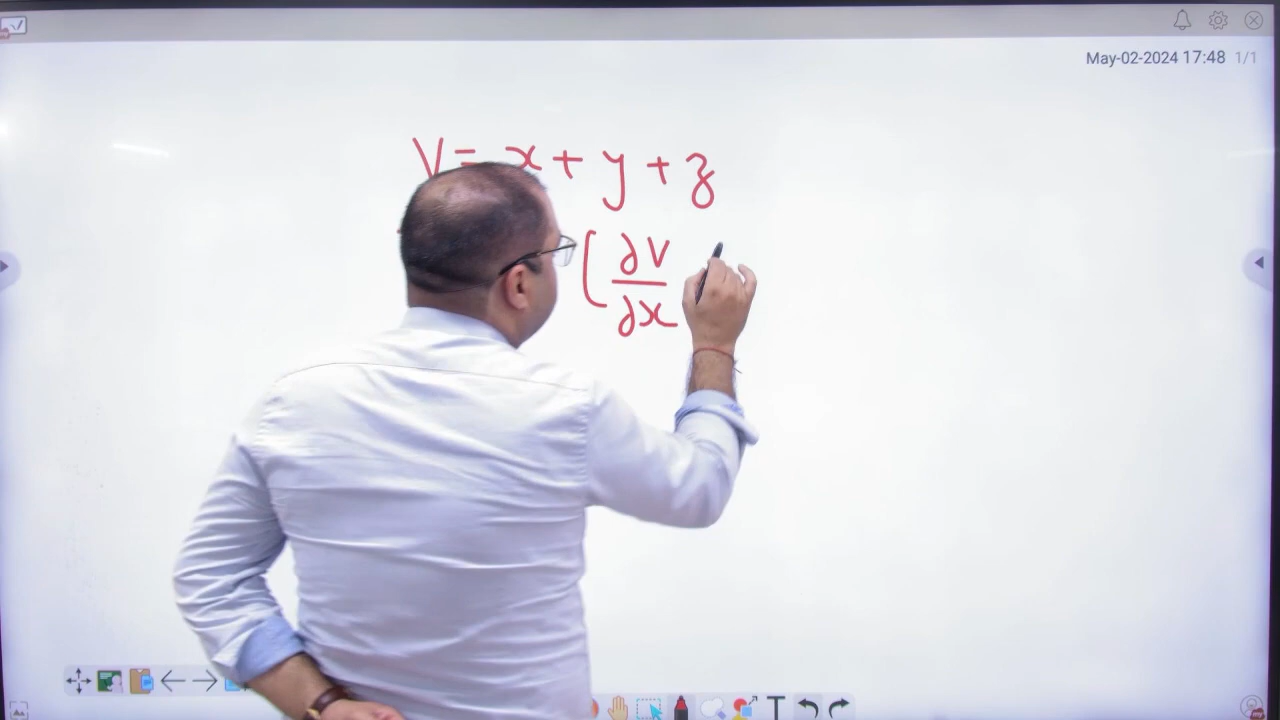 May-02-2024 17:48 1/1
V = x + y + z
( ∂V/∂x
T